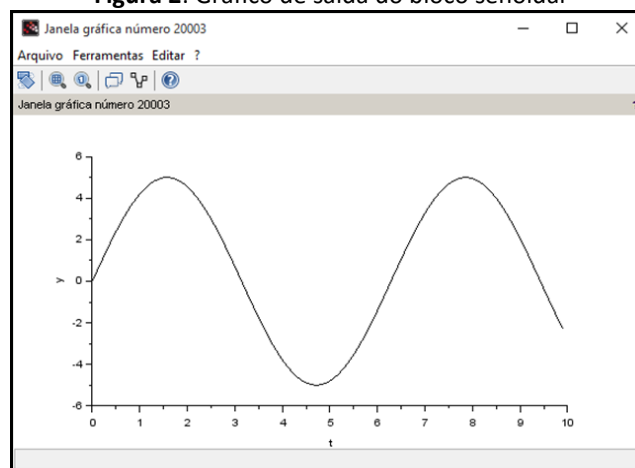 Figura 2: Gráfico de saída do bloco senoidal
Janela gráfica número 20003
Arquivo Ferramentas Editar ?
Janela gráfica número 20003
6
4
2
y 0
-2
-4
-6
0 1 2 3 4 5 6 7 8 9 10
t